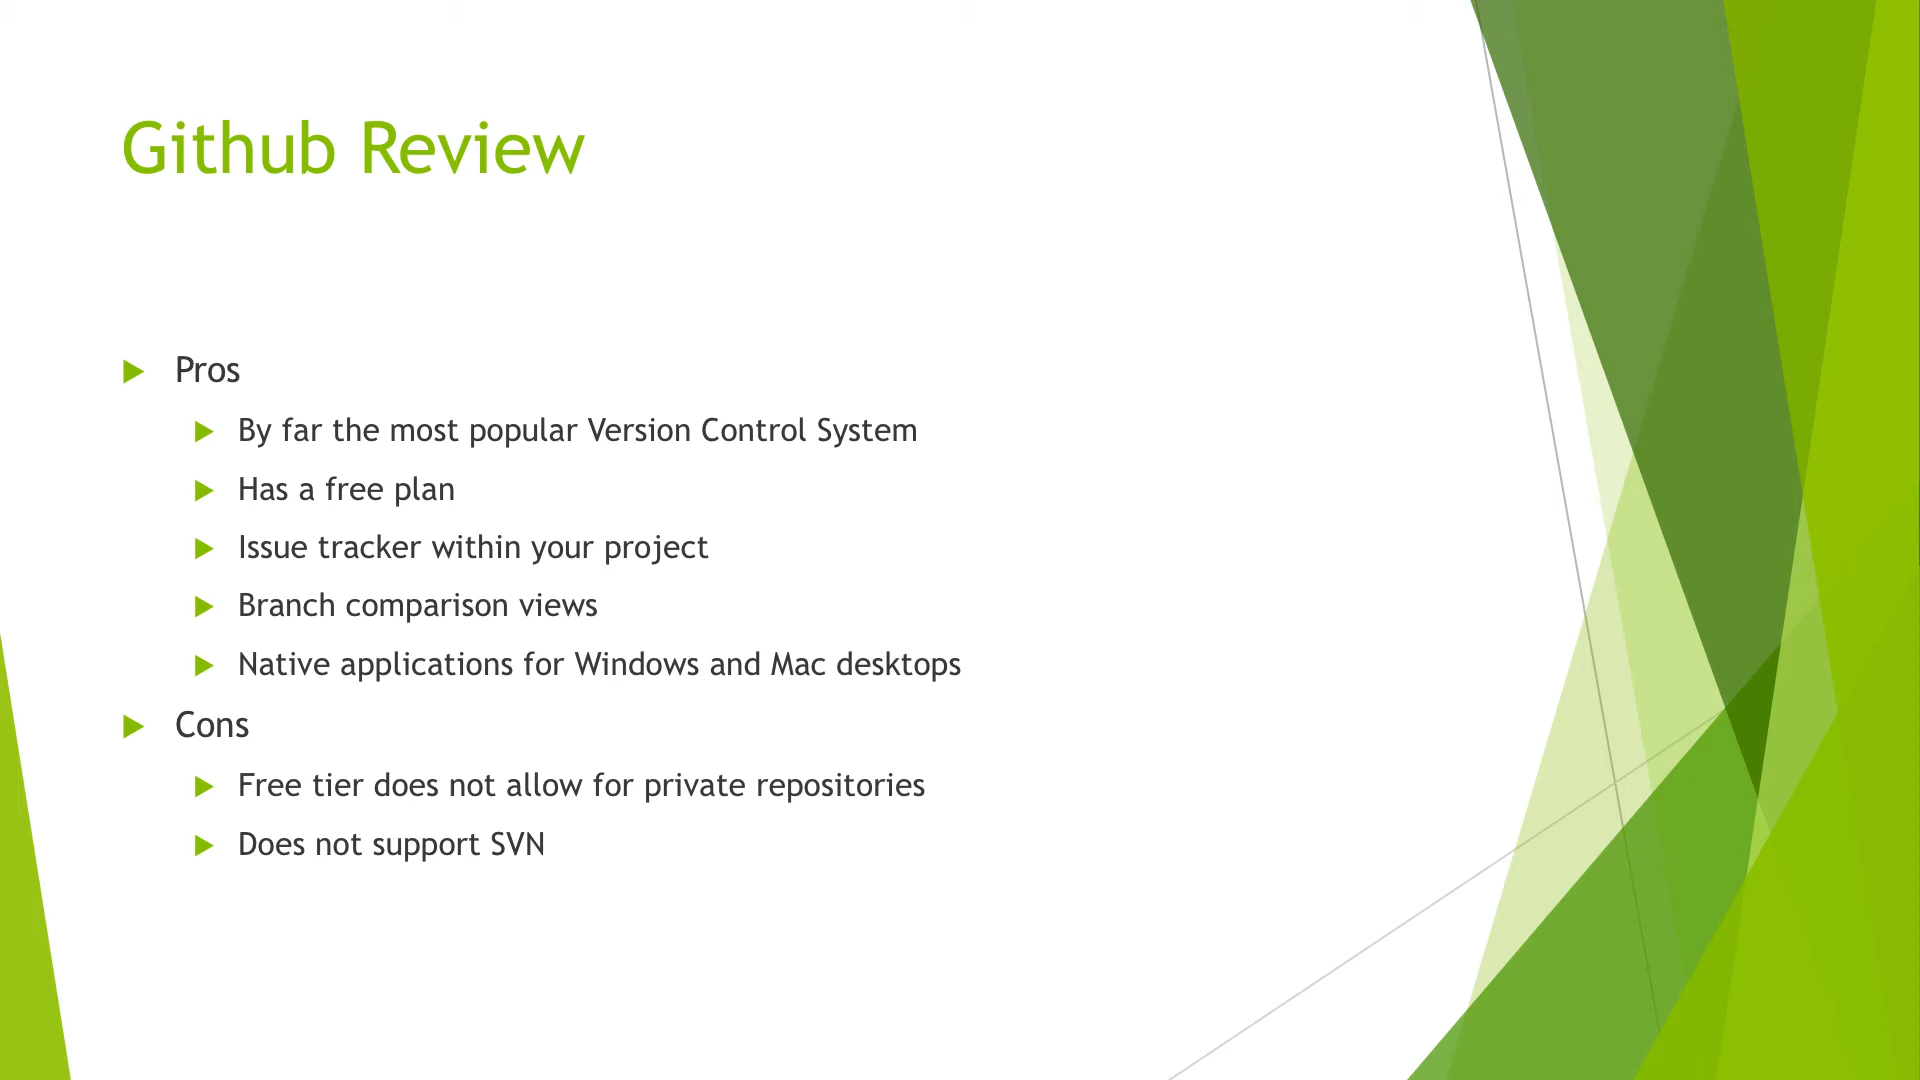 Github Review
Pros
By far the most popular Version Control System
Has a free plan
Issue tracker within your project
Branch comparison views
Native applications for Windows and Mac desktops
Cons
Free tier does not allow for private repositories
Does not support SVN